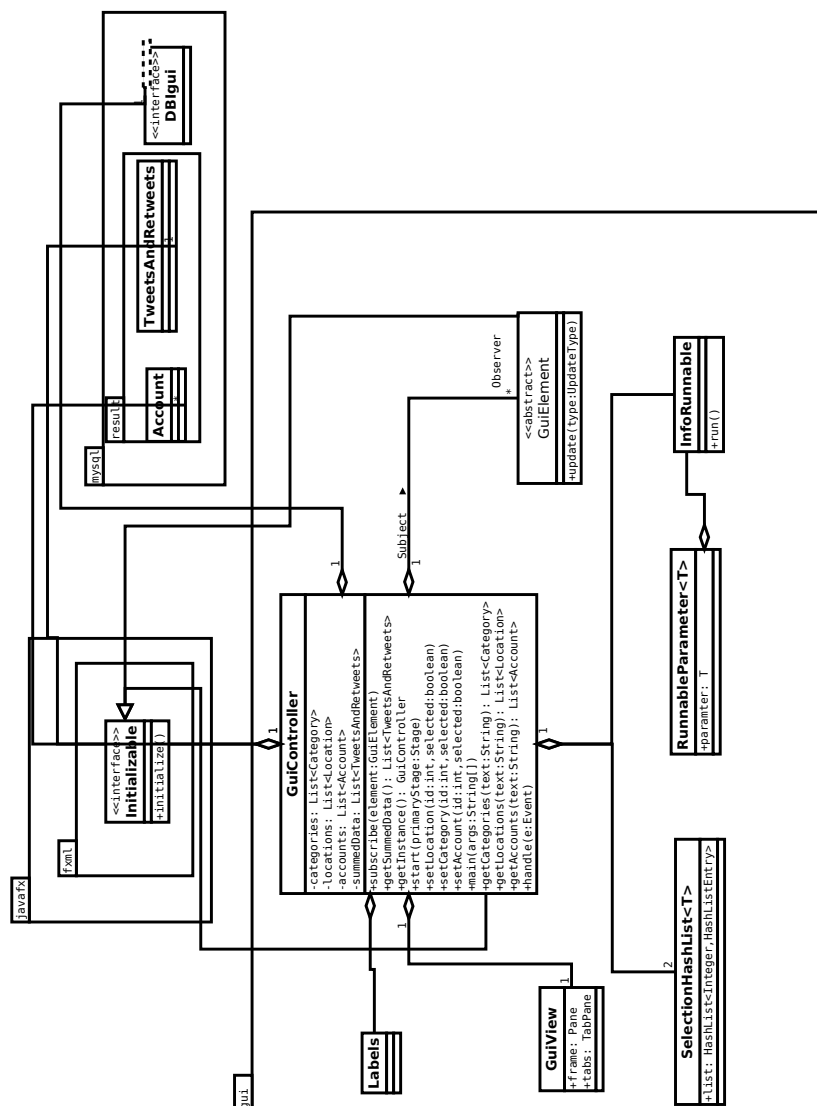 javafx
fxml
<<interface>>
Initializable
+initialize()
mysql
result
Account
*
TweetsAndRetweets
1
<<interface>>
DBIgui
1
gui
GuiController
-categories: List<Category>
-locations: List<Location>
-accounts: List<Account>
-summedData: List<TweetsAndRetweets>
+subscribe(element:GuiElement)
+getSummedData(): List<TweetsAndRetweets>
+getInstance(): GuiController
+start(primaryStage:Stage)
+setLocation(id:int,selected:boolean)
+setCategory(id:int,selected:boolean)
+setAccount(id:int,selected:boolean)
+main(args:String[])
+getCategories(text:String): List<Category>
+getLocations(text:String): List<Location>
+getAccounts(text:String): List<Account>
+handle(e:Event)
1
1
1
1
1
Subject ▶
Observer
*
<<abstract>>
GuiElement
+update(type:UpdateType)
Labels
GuiView
+frame: Pane
+tabs: TabPane
1
2
SelectionHashList<T>
+list: HashList<Integer,HashListEntry>
RunnableParameter<T>
+paramter: T
InfoRunnable
+run()